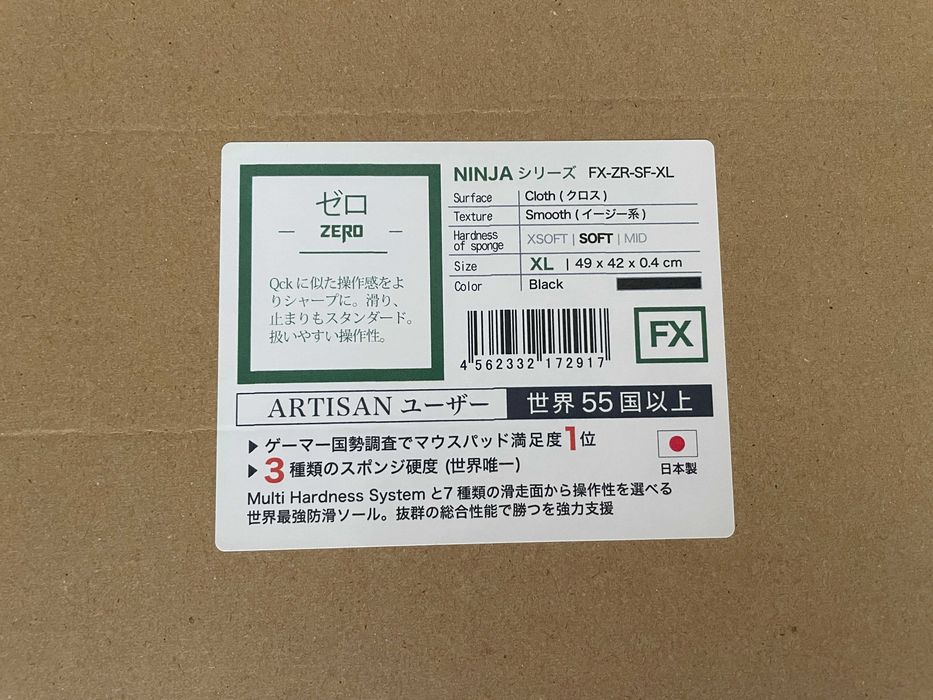 ゼロ
ZERO
Qckに似た操作感をよ
りシャープに。滑り、
止まりもスタンダード。
扱いやすい操作性。
NINJA シリーズ FX-ZR-SF-XL
Surface Cloth (クロス)
Texture Smooth (イージー系)
Hardness of sponge XSOFT | SOFT | MID
Size XL | 49 x 42 x 0.4 cm
Color Black
4 562332 172917
FX
ARTISAN ユーザー 世界 55 国以上
▶ ゲーマー国勢調査でマウスパッド満足度1位
▶ 3種類のスポンジ硬度 (世界唯一)
日本製
Multi Hardness System と7種類の滑走面から操作性を選べる
世界最強防滑ソール。抜群の総合性能で勝つを強力支援